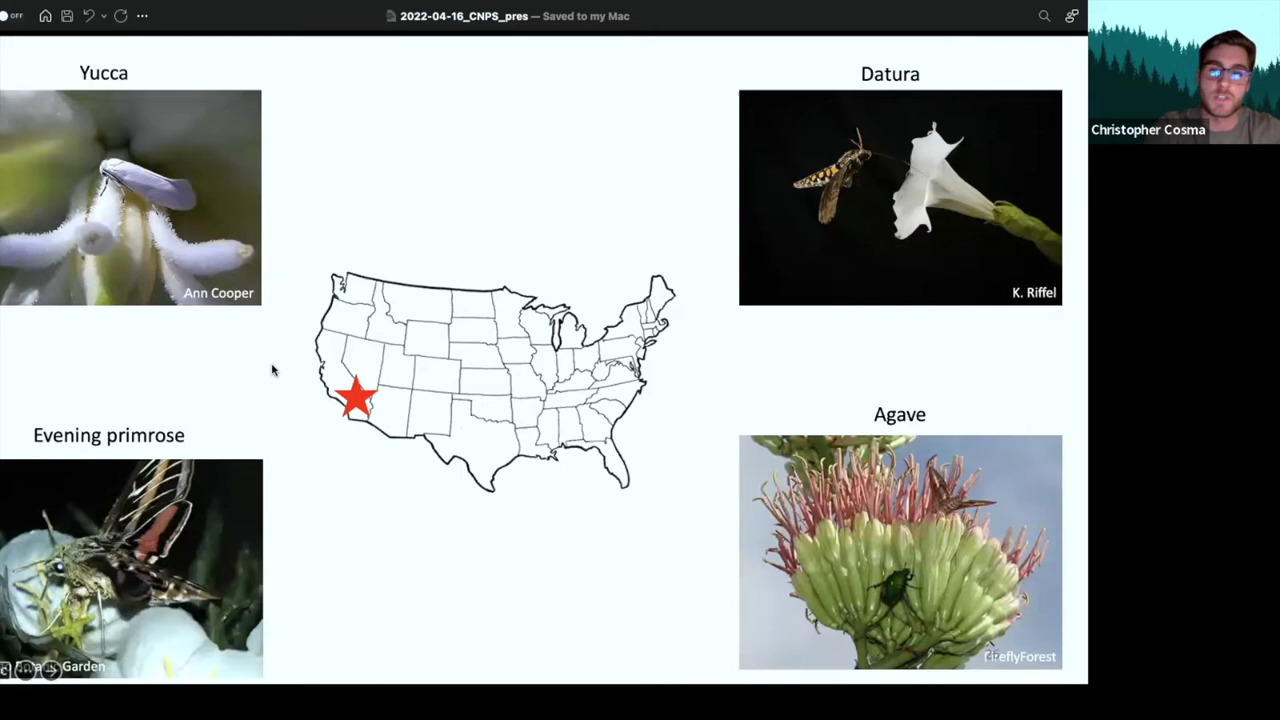 OFF
2022-04-16_CNPS_pres — Saved to my Mac
Yucca
Datura
Christopher Cosma
Ann Cooper
K. Riffel
Evening primrose
Agave
Garden
FireflyForest